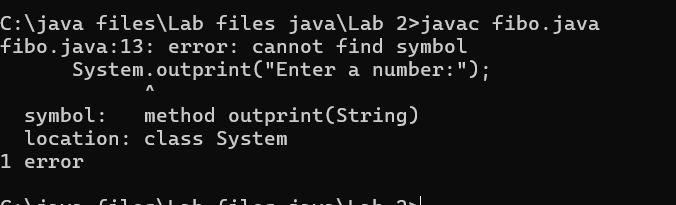 C:\java files\Lab files java\Lab 2>javac fibo.java
fibo.java:13: error: cannot find symbol
      System.outprint("Enter a number:");
            ^
  symbol:   method outprint(String)
  location: class System
1 error
C:\java files\Lab files java\Lab 2>